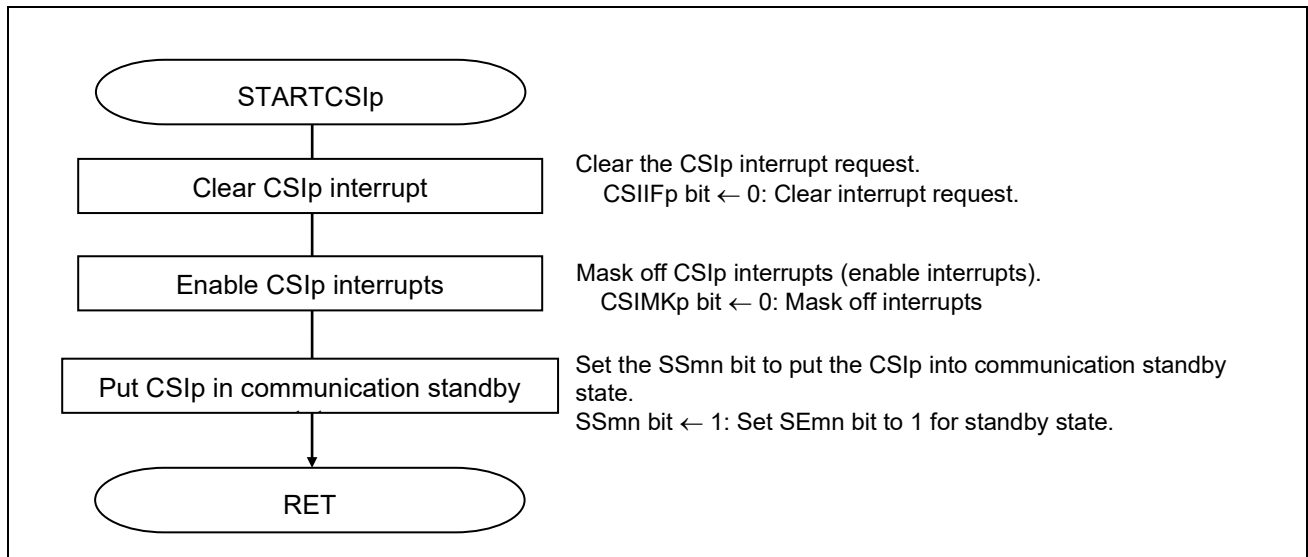 STARTCSIp
Clear CSIp interrupt
Clear the CSIp interrupt request.
CSIIFp bit ← 0: Clear interrupt request.
Enable CSIp interrupts
Mask off CSIp interrupts (enable interrupts).
CSIMKp bit ← 0: Mask off interrupts
Put CSIp in communication standby
Set the SSmn bit to put the CSIp into communication standby
state.
SSmn bit ← 1: Set SEmn bit to 1 for standby state.
RET